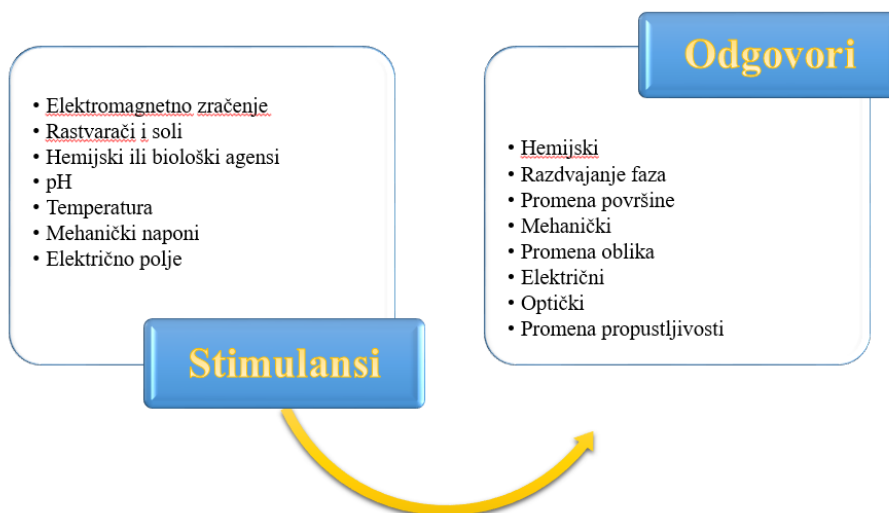 • Elektromagnetno zračenje
• Rastvarači i soli
• Hemijski ili biološki agensi
• pH
• Temperatura
• Mehanički naponi
• Električno polje
Stimulansi
Odgovori
• Hemijski
• Razdvajanje faza
• Promena površine
• Mehanički
• Promena oblika
• Električni
• Optički
• Promena propustljivosti